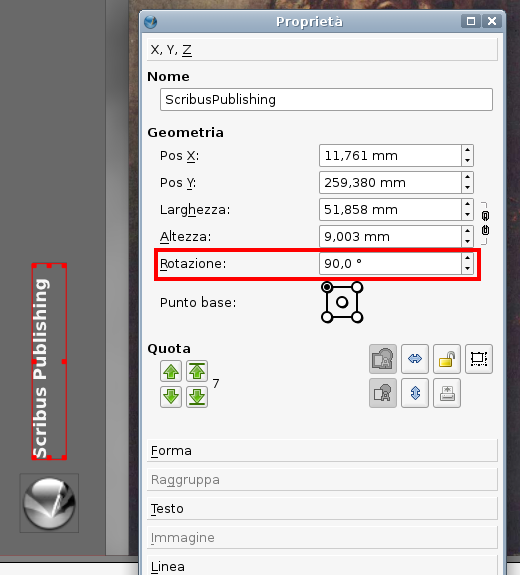 Proprietà
X, Y, Z
Nome
ScribusPublishing
Geometria
Pos X: 11,761 mm
Pos Y: 259,380 mm
Larghezza: 51,858 mm
Altezza: 9,003 mm
Rotazione: 90,0 °
Punto base:
Quota
7
Forma
Raggruppa
Testo
Immagine
Linea
Scribus Publishing